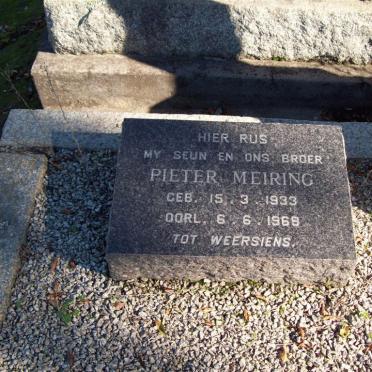 HIER RUS
MY SEUN EN ONS BROER
PIETER MEIRING
GEB. 15. 3. 1933
OORL. 6. 6. 1968
TOT WEERSIENS.